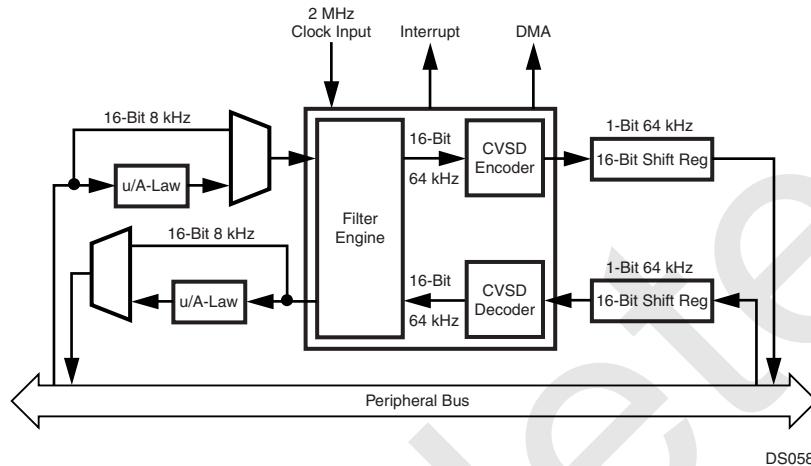 2 MHz
Clock Input
Interrupt
DMA
16-Bit 8 kHz
u/A-Law
16-Bit 8 kHz
u/A-Law
Filter
Engine
16-Bit
64 kHz
CVSD
Encoder
1-Bit 64 kHz
16-Bit Shift Reg
16-Bit
64 kHz
CVSD
Decoder
1-Bit 64 kHz
16-Bit Shift Reg
Peripheral Bus
DS058